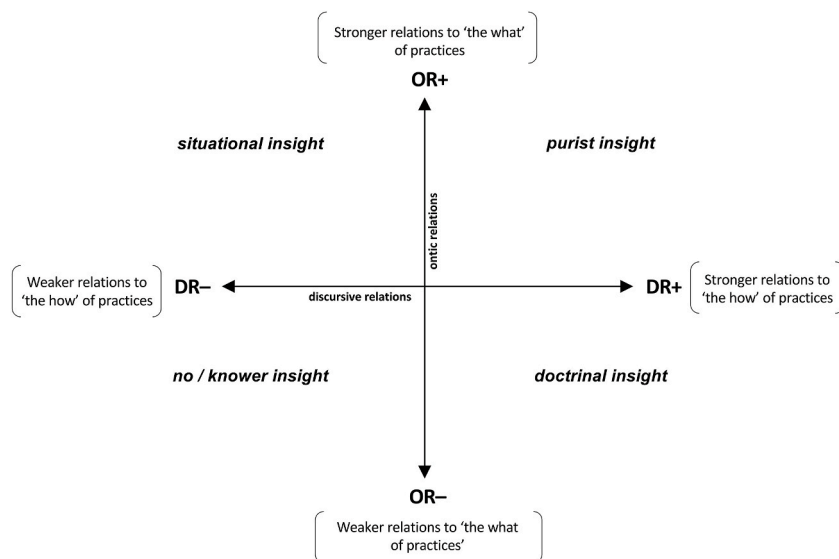 Stronger relations to ‘the what’
of practices
OR+
situational insight
purist insight
ontic relations
Weaker relations to
‘the how’ of practices
DR–
discursive relations
DR+
Stronger relations to
‘the how’ of practices
no / knower insight
doctrinal insight
OR–
Weaker relations to ‘the what
of practices’